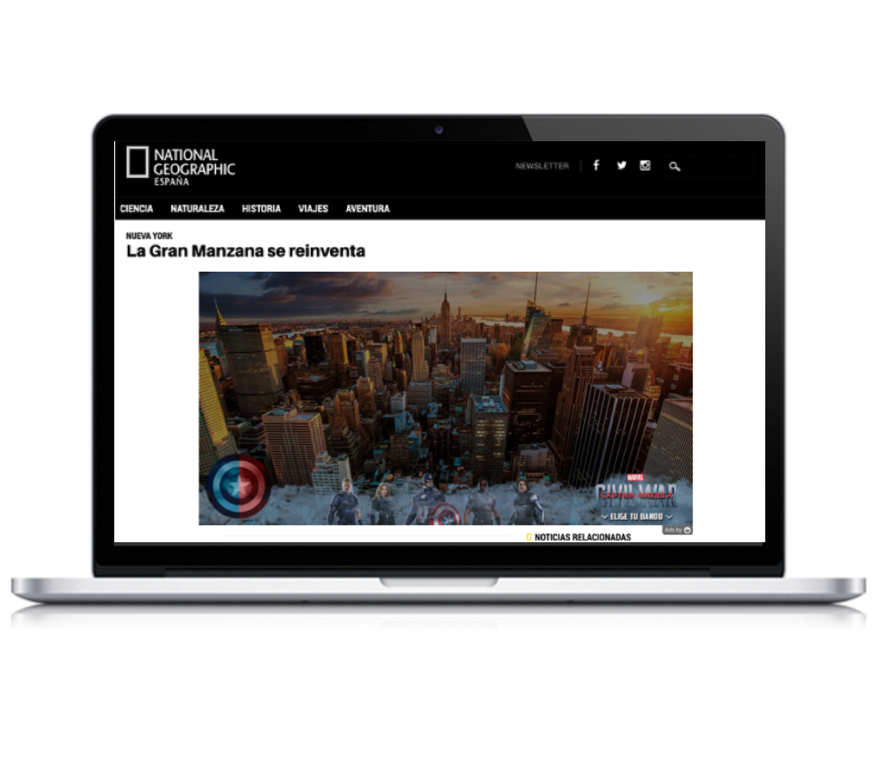 NATIONAL
GEOGRAPHIC
ESPAÑA
NEWSLETTER
CIENCIA NATURALEZA HISTORIA VIAJES AVENTURA
NUEVA YORK
La Gran Manzana se reinventa
MARVEL
CIVIL WAR
CAPTAIN AMERICA
ELIGE TU BANDO
Ads by
NOTICIAS RELACIONADAS